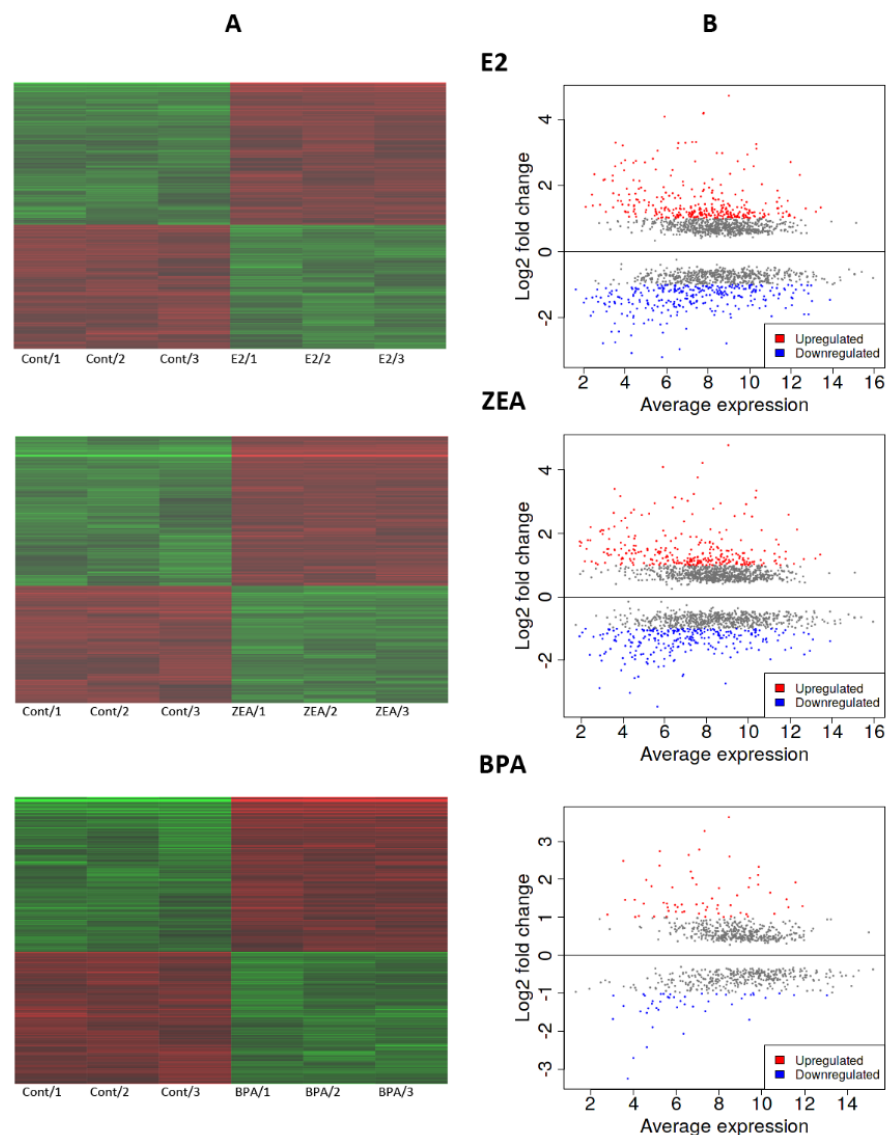 A
B
E2
Cont/1 Cont/2 Cont/3 E2/1 E2/2 E2/3
Log2 fold change
4
2
0
-2
Upregulated
Downregulated
2 4 6 8 10 12 14 16
Average expression
ZEA
Cont/1 Cont/2 Cont/3 ZEA/1 ZEA/2 ZEA/3
Log2 fold change
4
2
0
-2
Upregulated
Downregulated
2 4 6 8 10 12 14 16
Average expression
BPA
Cont/1 Cont/2 Cont/3 BPA/1 BPA/2 BPA/3
Log2 fold change
3
2
1
0
-1
-2
-3
Upregulated
Downregulated
2 4 6 8 10 12 14
Average expression